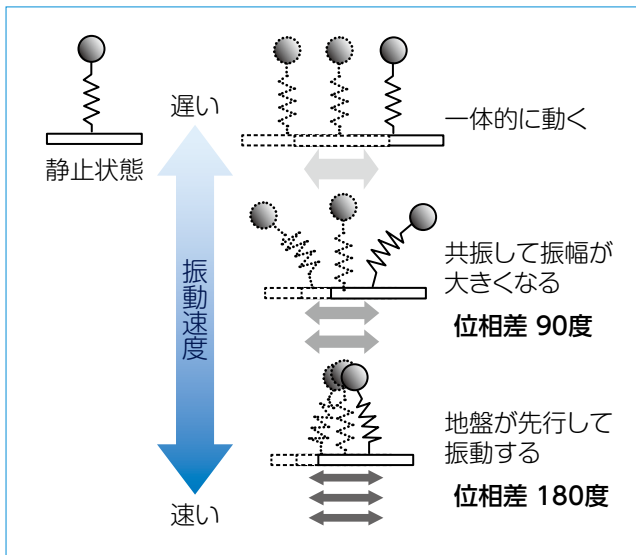 静止状態
遅い
振動速度
速い
一体的に動く
共振して振幅が
大きくなる
位相差 90度
地盤が先行して
振動する
位相差 180度